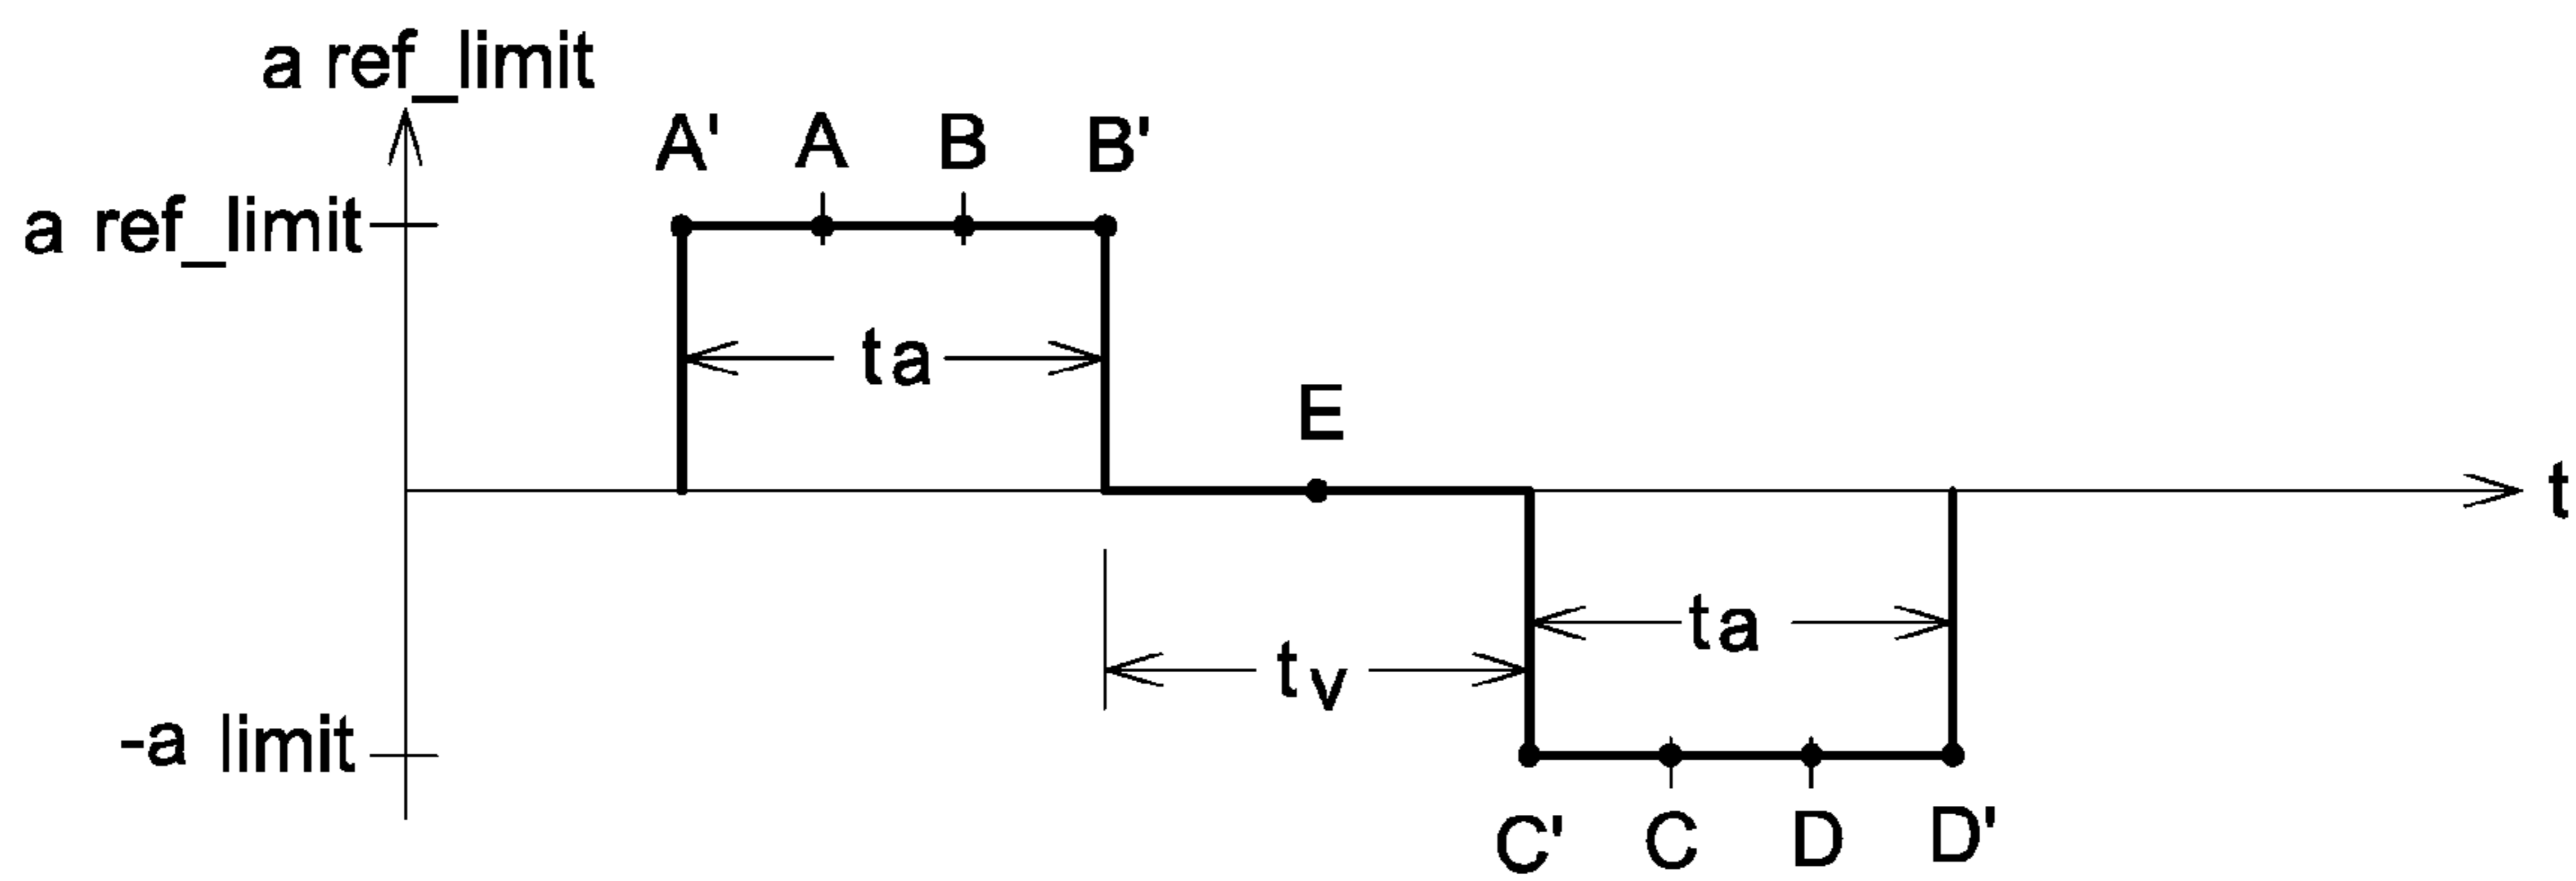 a ref_limit
A' A B B'
a ref_limit
ta
E
t
ta
tv
-a limit
C' C D D'